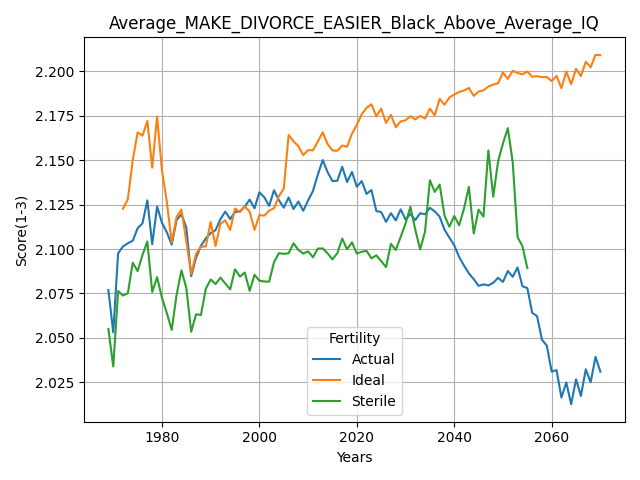 Average_MAKE_DIVORCE_EASIER_Black_Above_Average_IQ
Score(1-3)
2.200
2.175
2.150
2.125
2.100
2.075
2.050
2.025
Fertility
Actual
Ideal
Sterile
1980
2000
2020
2040
2060
Years